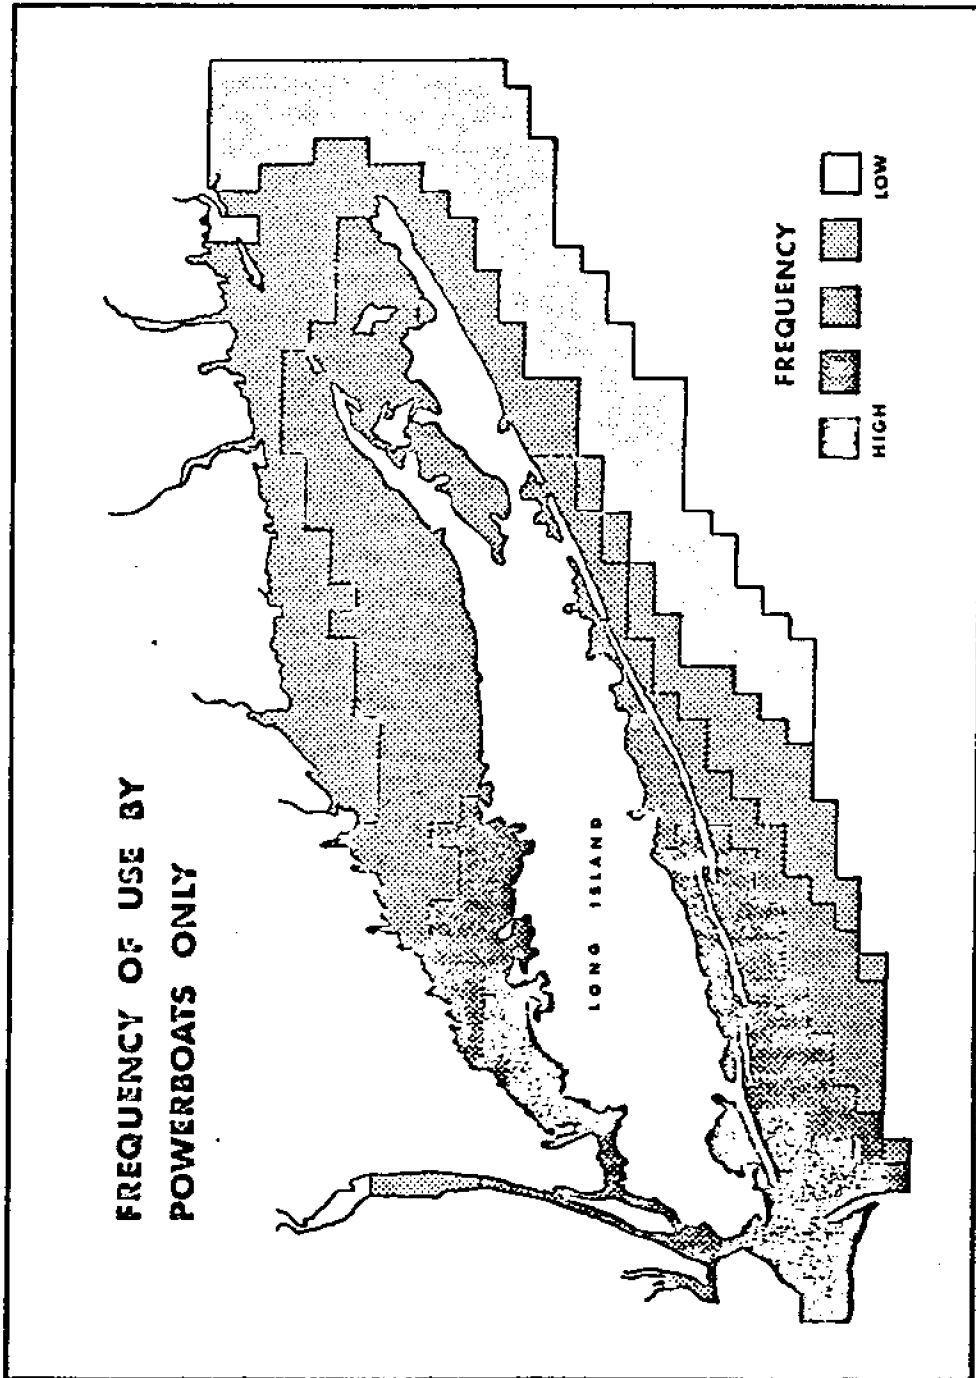 FREQUENCY OF USE BY
POWERBOATS ONLY
LONG ISLAND
FREQUENCY
HIGH
LOW